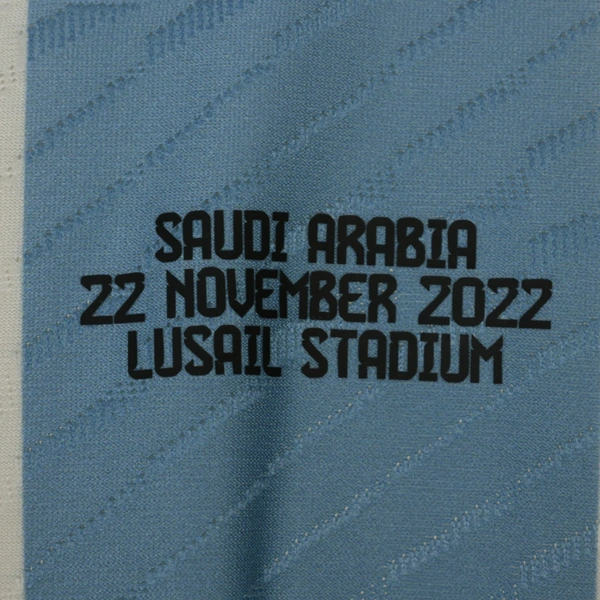 SAUDI ARABIA
22 NOVEMBER 2022
LUSAIL STADIUM